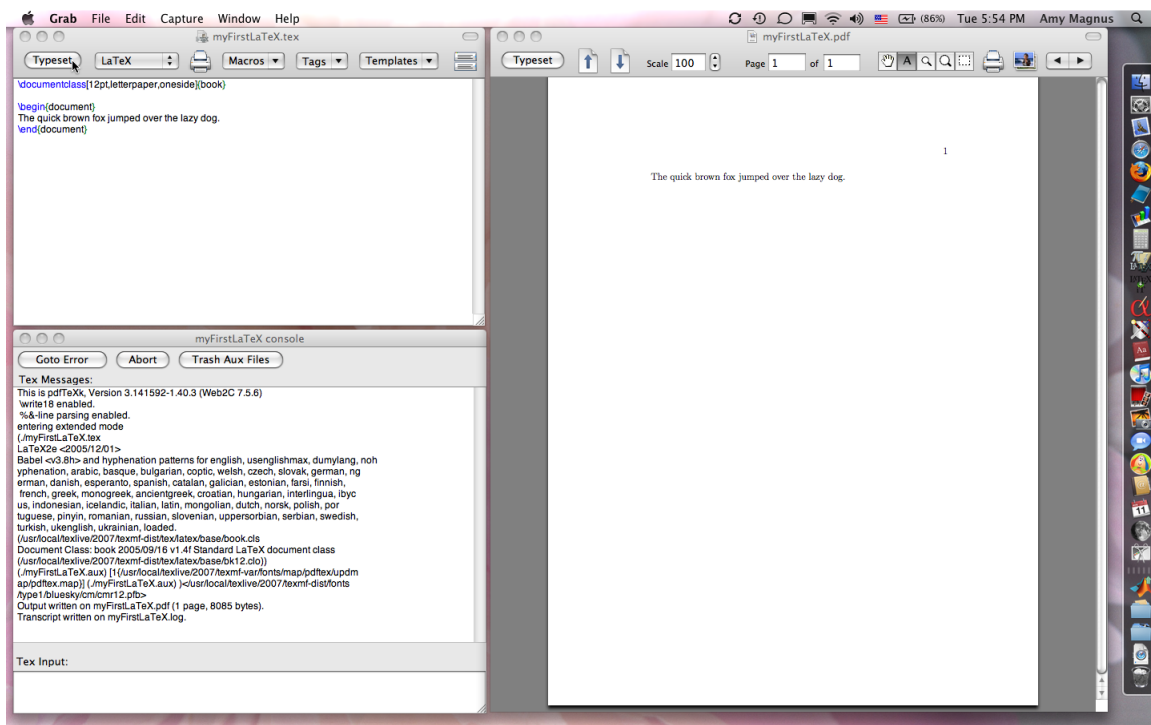 Grab File Edit Capture Window Help (86%) Tue 5:54 PM Amy Magnus
myFirstLaTeX.tex
Typeset LaTeX Macros Tags Templates
\documentclass[12pt,letterpaper,oneside]{book}
\begin{document}
The quick brown fox jumped over the lazy dog.
\end{document}
myFirstLaTeX console
Goto Error Abort Trash Aux Files
Tex Messages:
This is pdfTeXk, Version 3.141592-1.40.3 (Web2C 7.5.6)
\write18 enabled.
%&-line parsing enabled.
entering extended mode
(./myFirstLaTeX.tex
LaTeX2e <2005/12/01>
Babel <v3.8h> and hyphenation patterns for english, usenglishmax, dumylang, noh
yphenation, arabic, basque, bulgarian, coptic, welsh, czech, slovak, german, ng
erman, danish, esperanto, spanish, catalan, galician, estonian, farsi, finnish,
french, greek, monogreek, ancientgreek, croatian, hungarian, interlingua, ibyc
us, indonesian, icelandic, italian, latin, mongolian, dutch, norsk, polish, por
tuguese, pinyin, romanian, russian, slovenian, uppersorbian, serbian, swedish,
turkish, ukenglish, ukrainian, loaded.
(/usr/local/texlive/2007/texmf-dist/tex/latex/base/book.cls
Document Class: book 2005/09/16 v1.4f Standard LaTeX document class
(/usr/local/texlive/2007/texmf-dist/tex/latex/base/bk12.clo))
(./myFirstLaTeX.aux) [1{/usr/local/texlive/2007/texmf-var/fonts/map/pdftex/updm
ap/pdftex.map}] (./myFirstLaTeX.aux) )</usr/local/texlive/2007/texmf-dist/fonts
/type1/bluesky/cm/cmr12.pfb>
Output written on myFirstLaTeX.pdf (1 page, 8085 bytes).
Transcript written on myFirstLaTeX.log.
Tex Input:
myFirstLaTeX.pdf
Typeset Scale 100 Page 1 of 1 A
1
The quick brown fox jumped over the lazy dog.
Aa
11